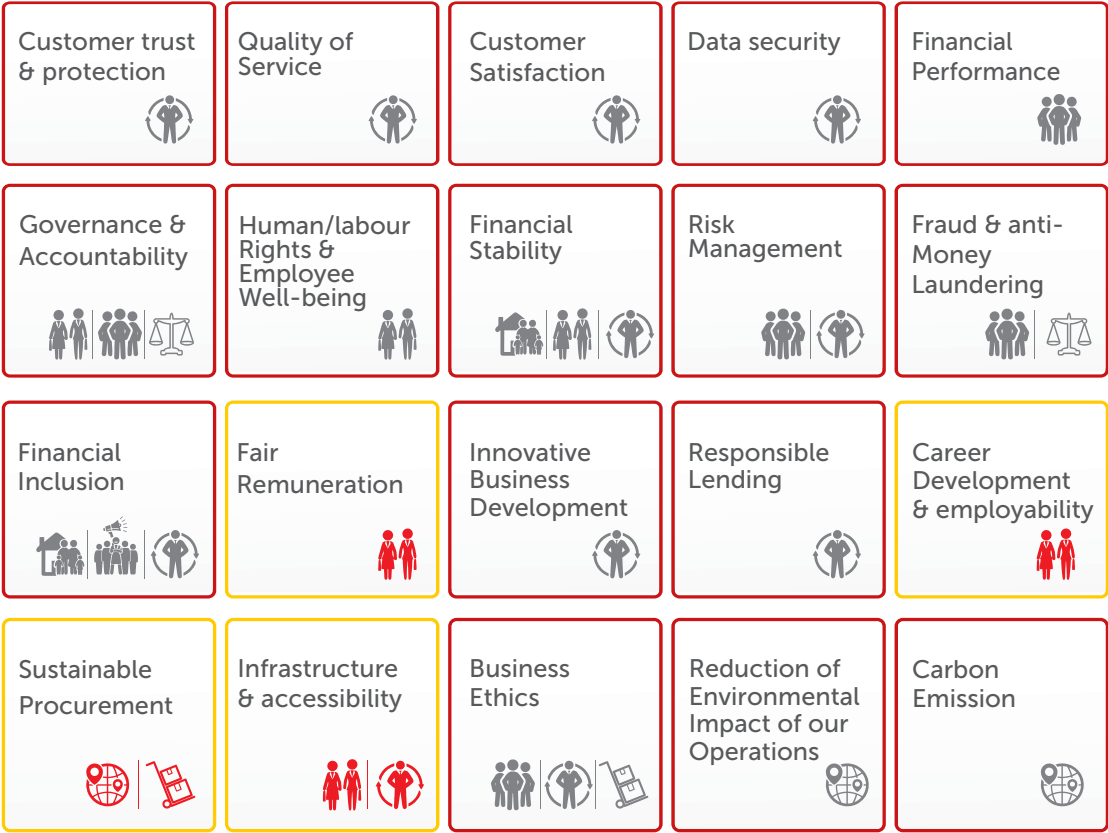 Customer trust
& protection
Quality of
Service
Customer
Satisfaction
Data security
Financial
Performance
Governance &
Accountability
Human/labour
Rights &
Employee
Well-being
Financial
Stability
Risk
Management
Fraud & anti-
Money
Laundering
Financial
Inclusion
Fair
Remuneration
Innovative
Business
Development
Responsible
Lending
Career
Development
& employability
Sustainable
Procurement
Infrastructure
& accessibility
Business
Ethics
Reduction of
Environmental
Impact of our
Operations
Carbon
Emission